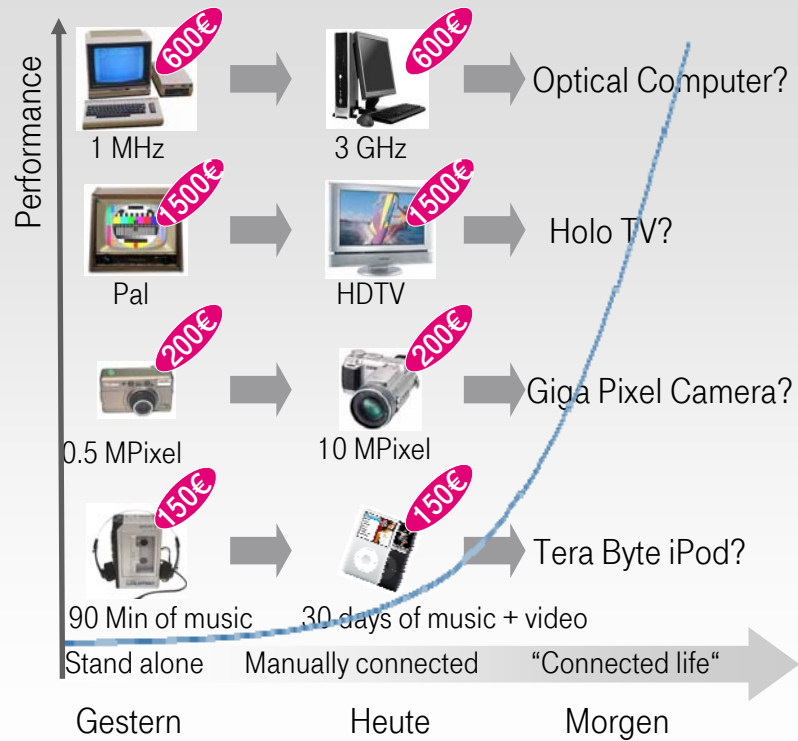 Performance
600€
600€
Optical Computer?
1 MHz
3 GHz
1500€
1500€
Holo TV?
Pal
HDTV
200€
200€
Giga Pixel Camera?
0.5 MPixel
10 MPixel
150€
150€
Tera Byte iPod?
90 Min of music
30 days of music + video
Stand alone
Manually connected
“Connected life“
Gestern
Heute
Morgen